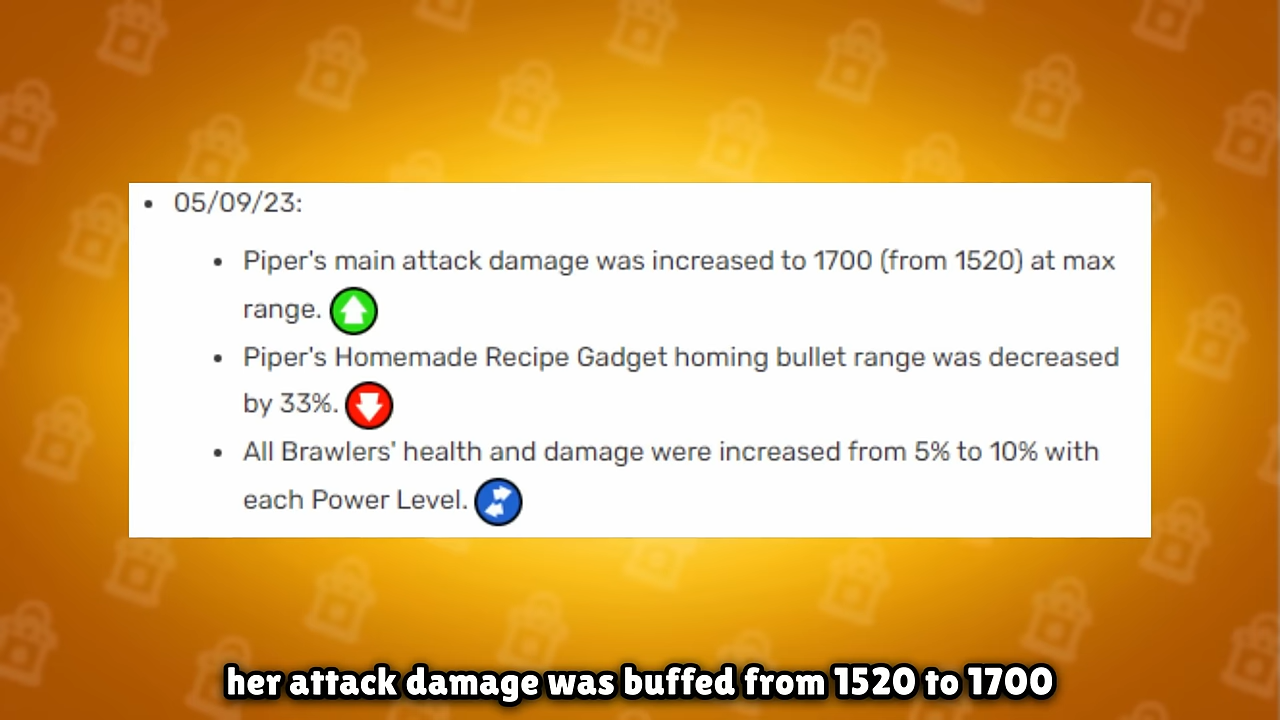 05/09/23:
Piper's main attack damage was increased to 1700 (from 1520) at max
range.
Piper's Homemade Recipe Gadget homing bullet range was decreased
by 33%.
All Brawlers' health and damage were increased from 5% to 10% with
each Power Level.
her attack damage was buffed from 1520 to 1700